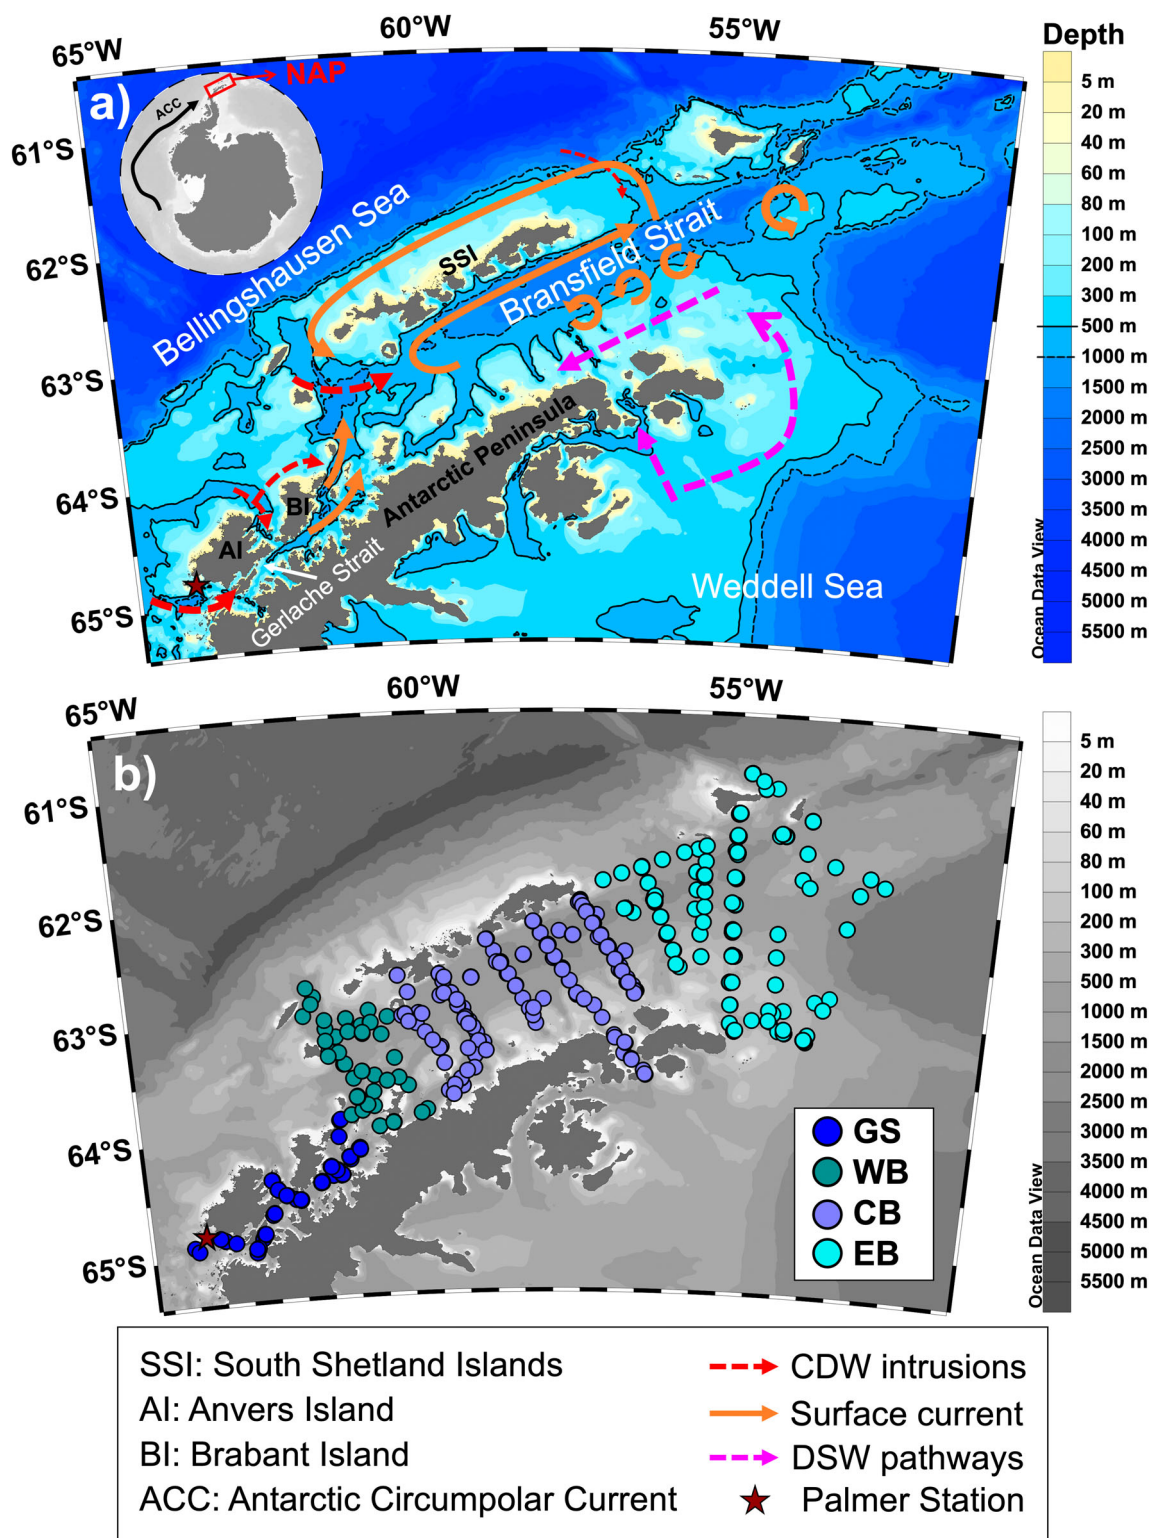 60°W
55°W
65°W
Depth
a)
NAP
ACC
5 m
20 m
40 m
60 m
80 m
100 m
200 m
300 m
500 m
1000 m
1500 m
2000 m
2500 m
3000 m
3500 m
4000 m
4500 m
5000 m
5500 m
Ocean Data View
61°S
62°S
63°S
64°S
65°S
Bellingshausen Sea
SSI
Bransfield Strait
Antarctic Peninsula
BI
AI
Gerlache Strait
Weddell Sea
60°W
55°W
65°W
b)
5 m
20 m
40 m
60 m
80 m
100 m
200 m
300 m
500 m
1000 m
1500 m
2000 m
2500 m
3000 m
3500 m
4000 m
4500 m
5000 m
5500 m
Ocean Data View
61°S
62°S
63°S
64°S
65°S
GS
WB
CB
EB
SSI: South Shetland Islands
AI: Anvers Island
BI: Brabant Island
ACC: Antarctic Circumpolar Current
CDW intrusions
Surface current
DSW pathways
Palmer Station